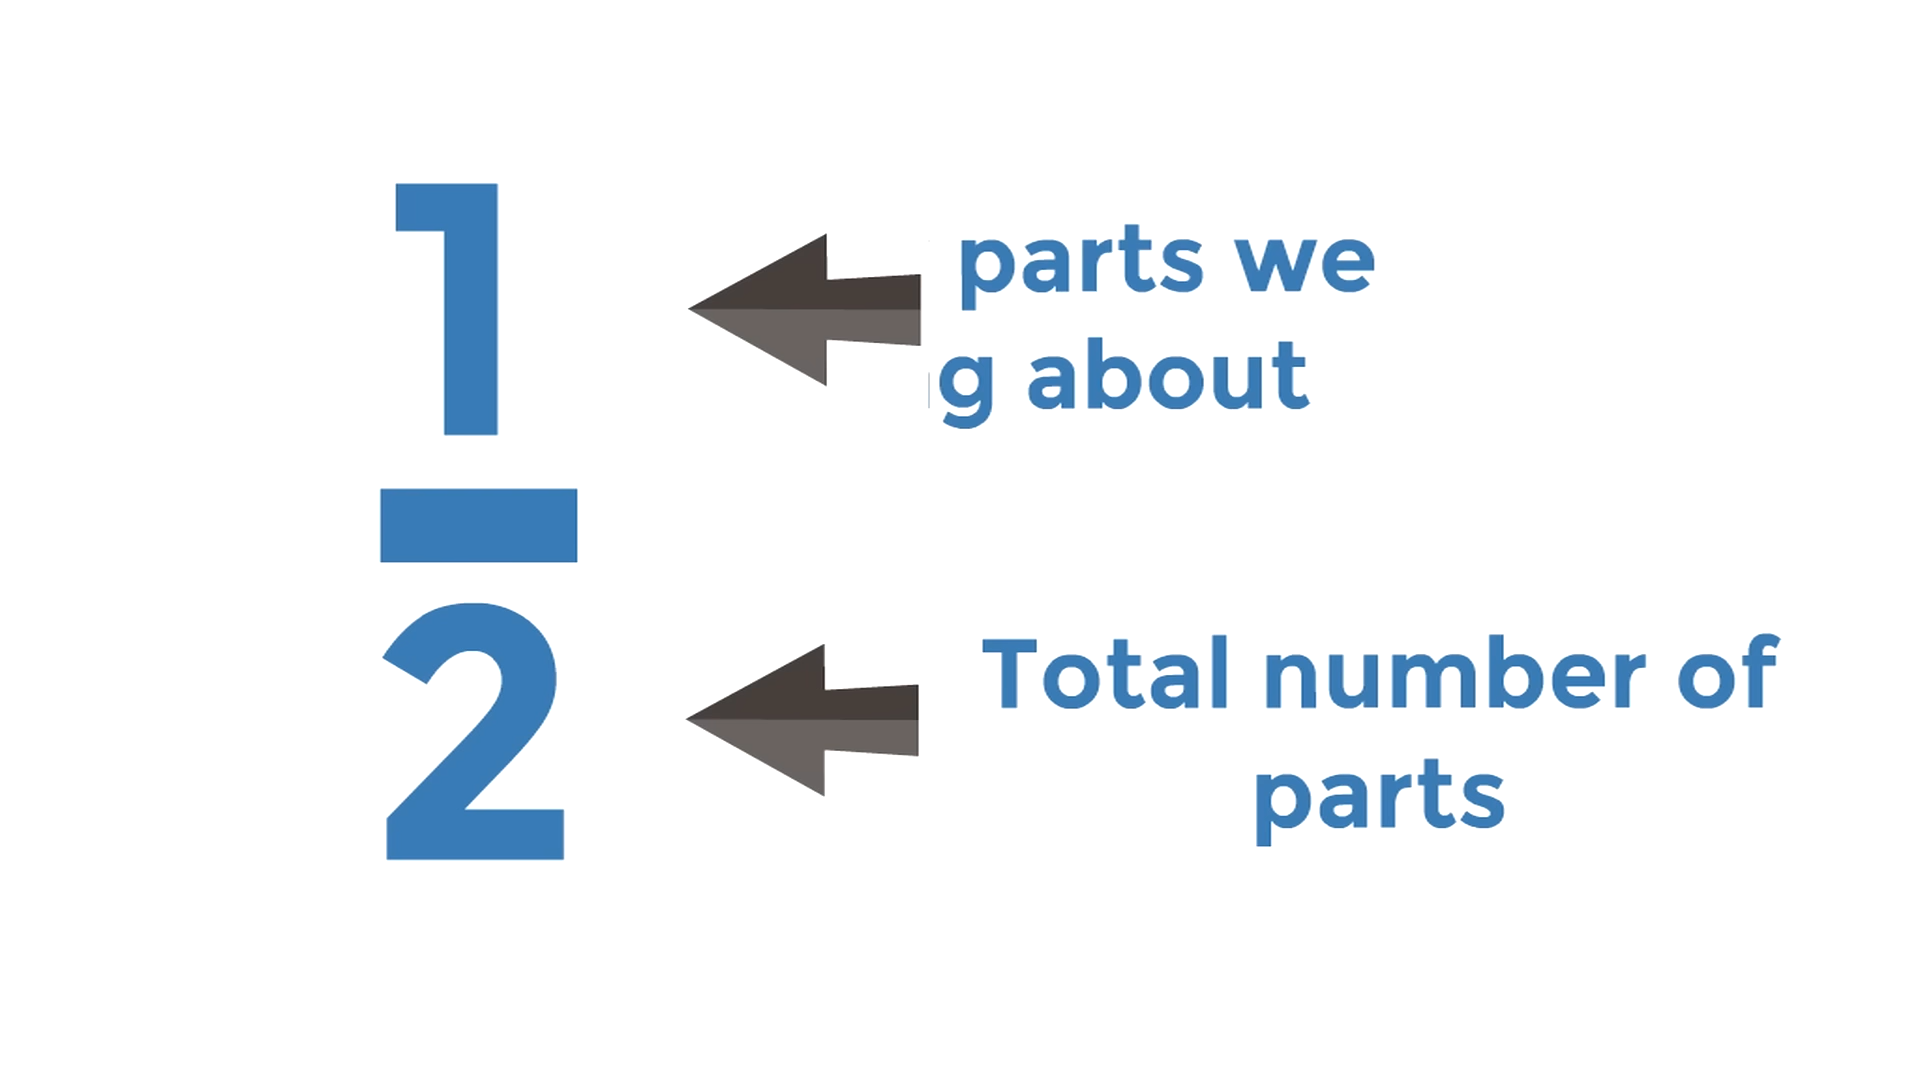 1
parts we
g about
2
Total number of
parts